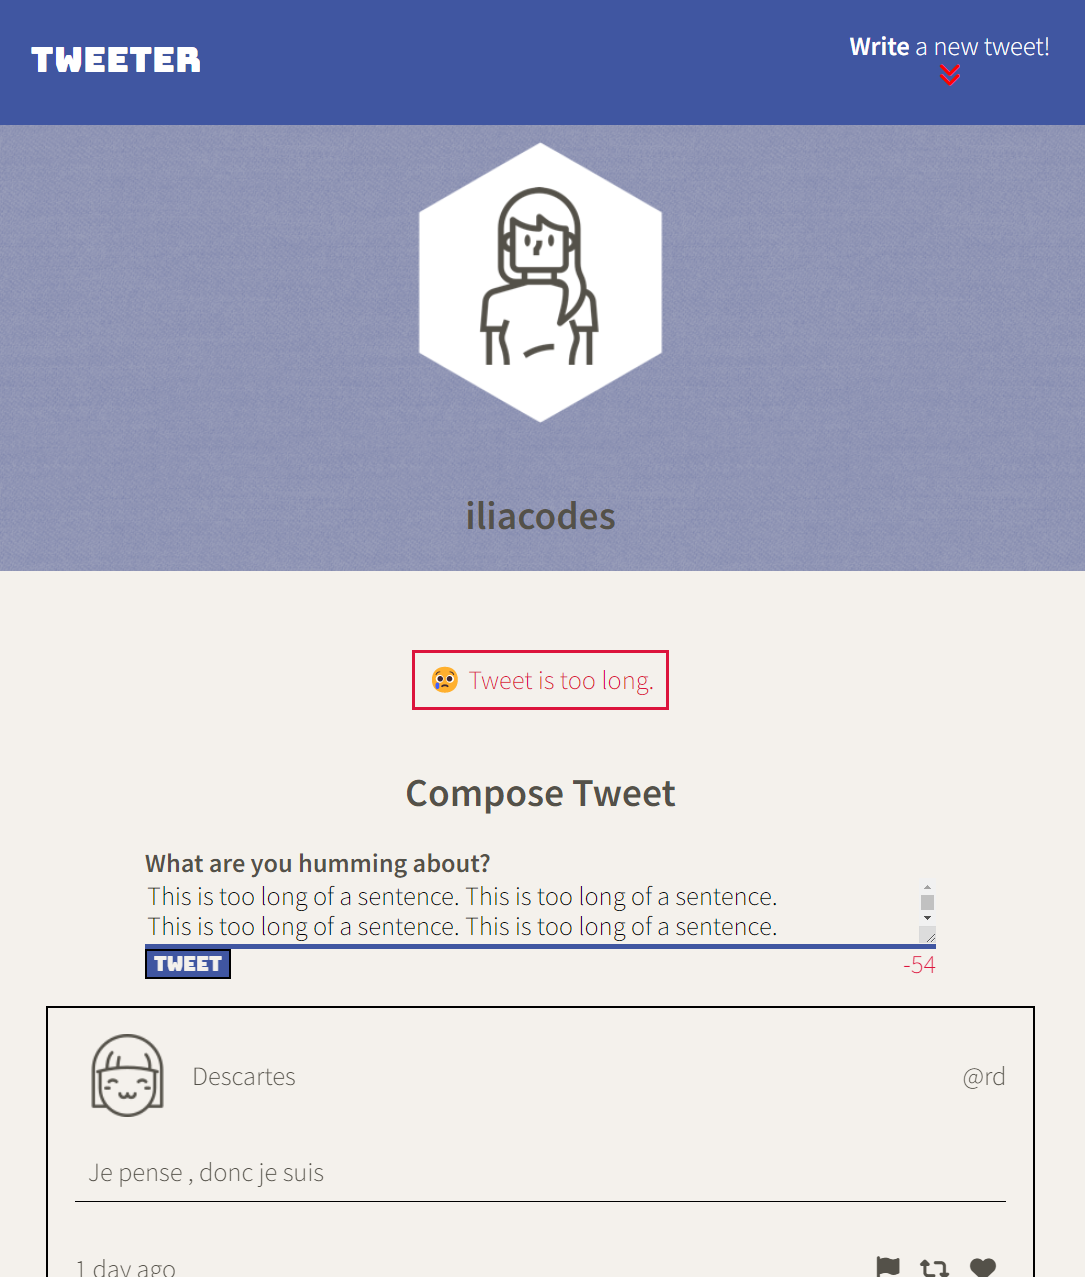 TWEETER
Write a new tweet!
iliacodes
😢 Tweet is too long.
Compose Tweet
What are you humming about?
This is too long of a sentence. This is too long of a sentence.
This is too long of a sentence. This is too long of a sentence.
TWEET
-54
Descartes
@rd
Je pense , donc je suis
1 day ago